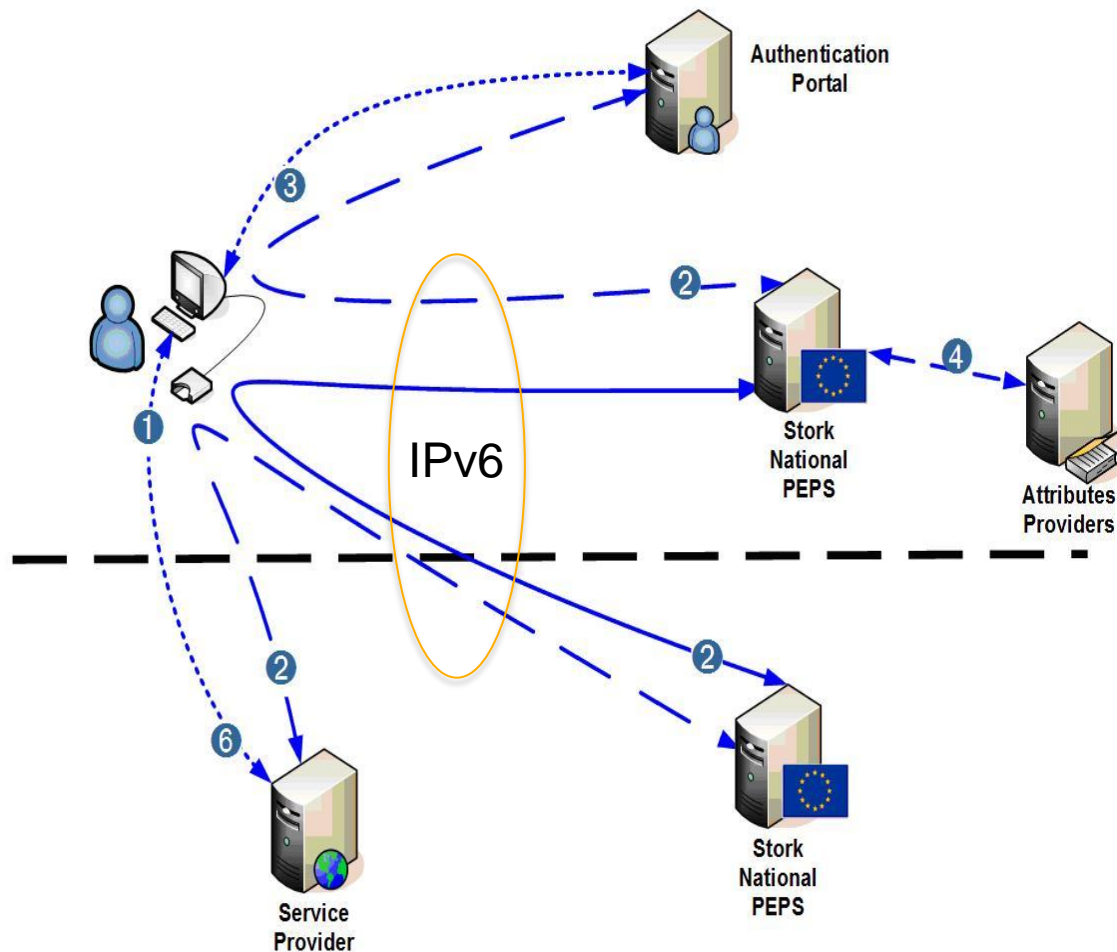 Authentication
Portal
3
2
4
1
IPv6
Stork
National
PEPS
Attributes
Providers
2
2
6
Stork
National
PEPS
Service
Provider